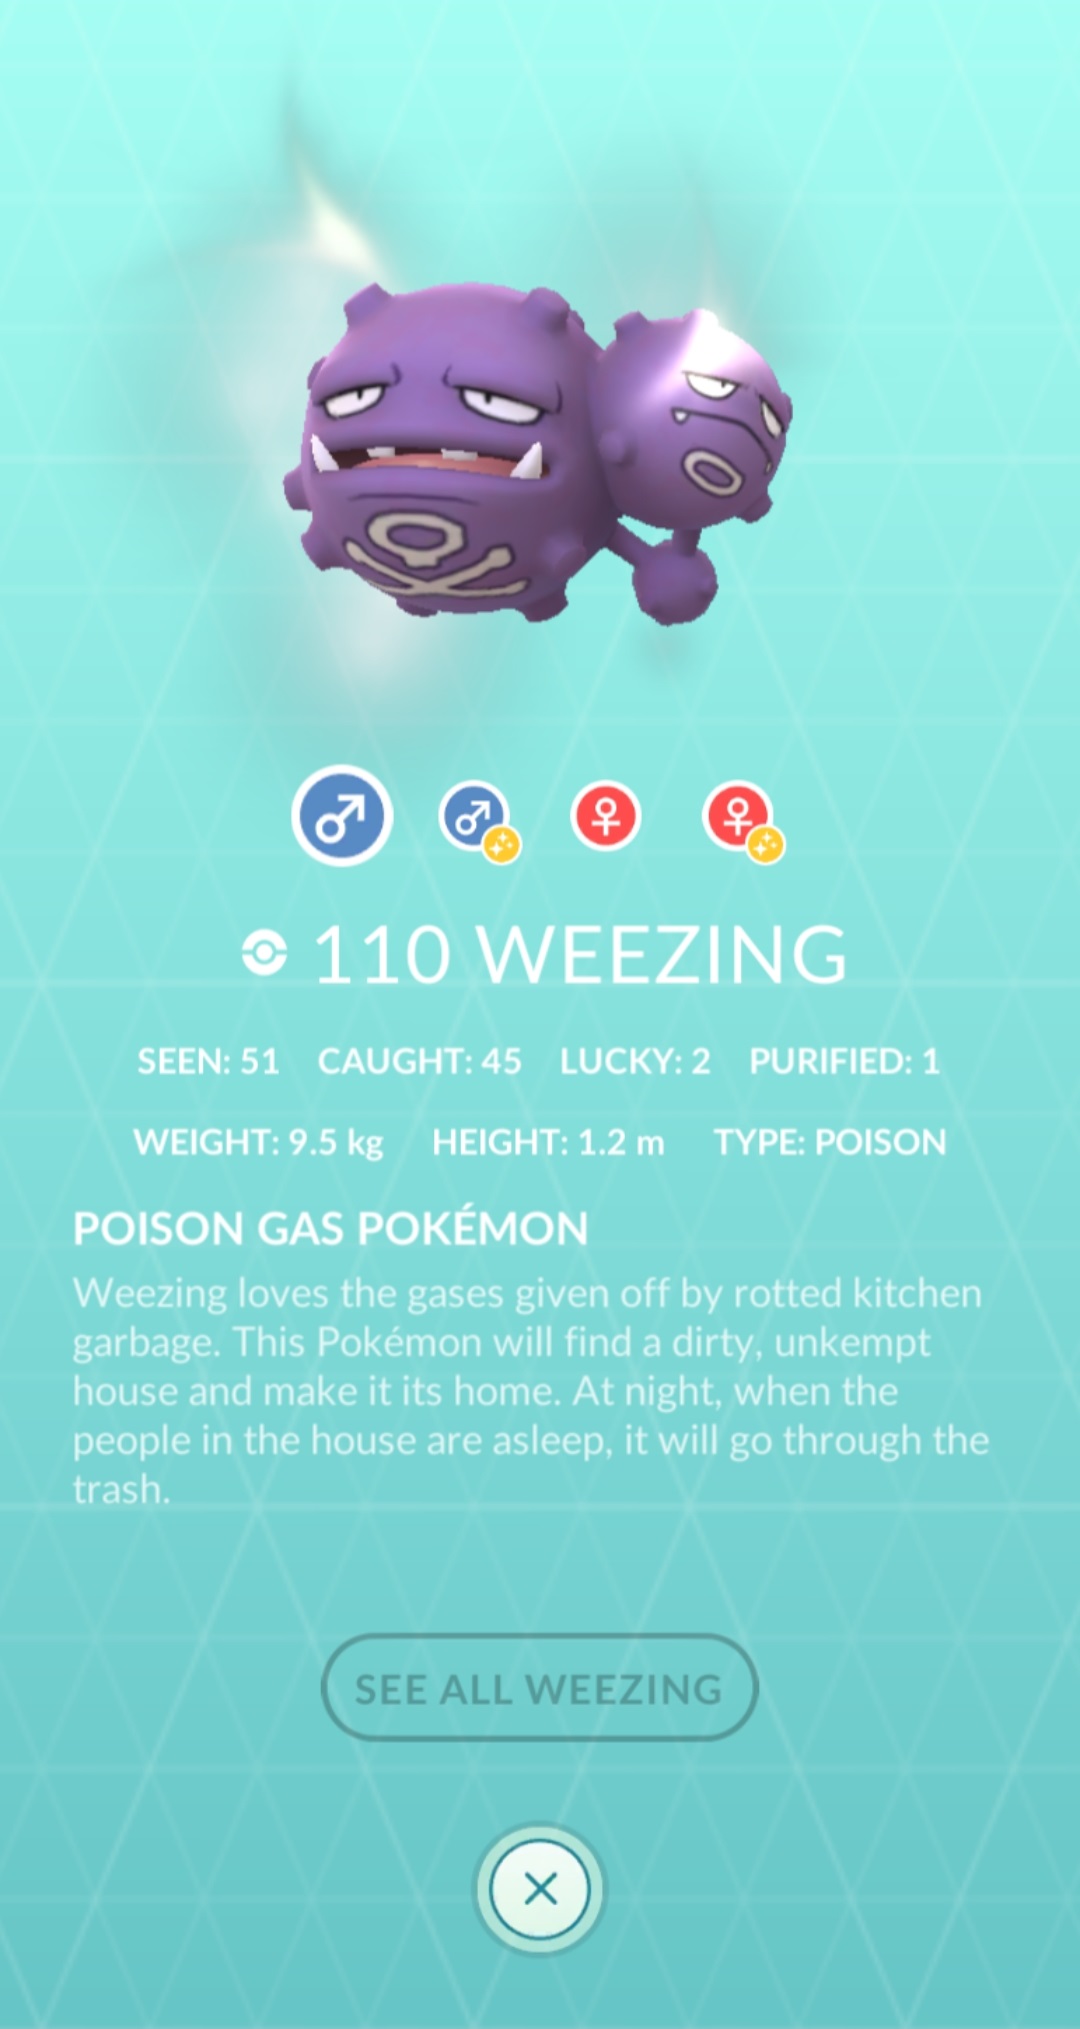 110 WEEZING
SEEN: 51 CAUGHT: 45 LUCKY: 2 PURIFIED: 1
WEIGHT: 9.5 kg HEIGHT: 1.2 m TYPE: POISON
POISON GAS POKÉMON
Weezing loves the gases given off by rotted kitchen
garbage. This Pokémon will find a dirty, unkempt
house and make it its home. At night, when the
people in the house are asleep, it will go through the
trash.
SEE ALL WEEZING